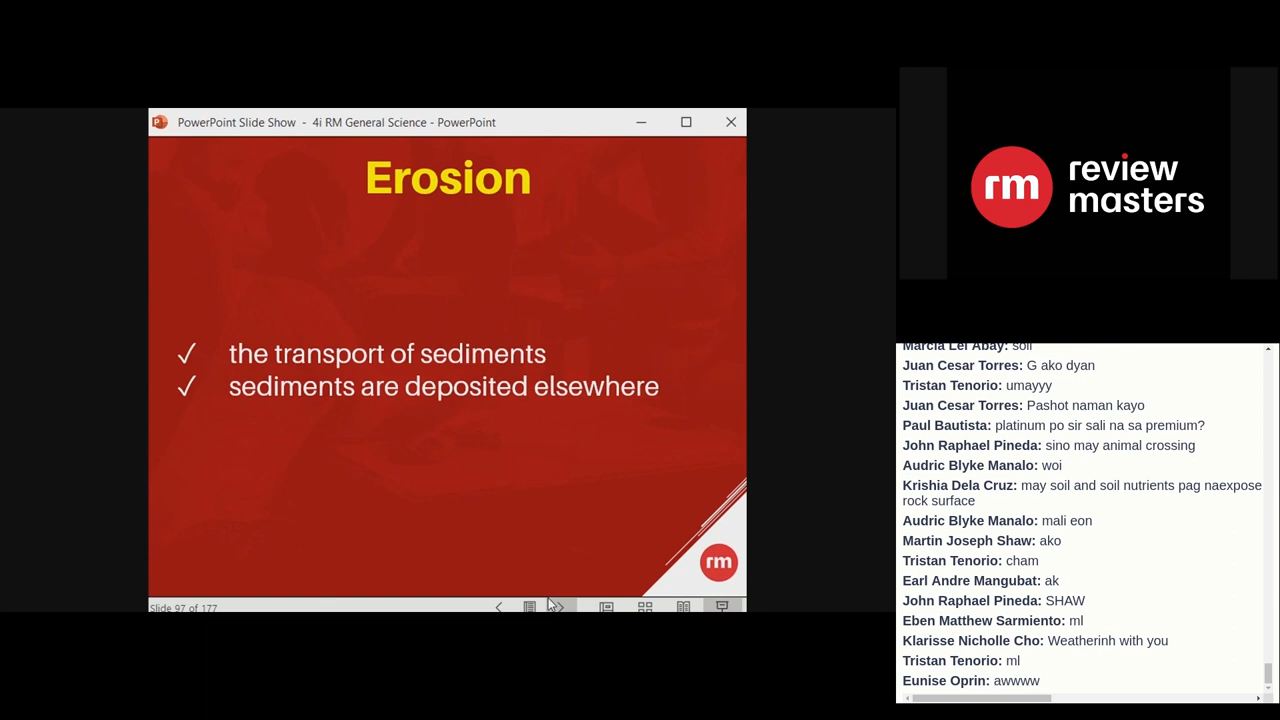 PowerPoint Slide Show - 4i RM General Science - PowerPoint
Erosion
✓ the transport of sediments
✓ sediments are deposited elsewhere
rm
Slide 97 of 177
rm review
masters
Marcia Lei Abay: soil
Juan Cesar Torres: G ako dyan
Tristan Tenorio: umayyy
Juan Cesar Torres: Pashot naman kayo
Paul Bautista: platinum po sir sali na sa premium?
John Raphael Pineda: sino may animal crossing
Audric Blyke Manalo: woi
Krishia Dela Cruz: may soil and soil nutrients pag naexpose
rock surface
Audric Blyke Manalo: mali eon
Martin Joseph Shaw: ako
Tristan Tenorio: cham
Earl Andre Mangubat: ak
John Raphael Pineda: SHAW
Eben Matthew Sarmiento: ml
Klarisse Nicholle Cho: Weatherinh with you
Tristan Tenorio: ml
Eunise Oprin: awwww